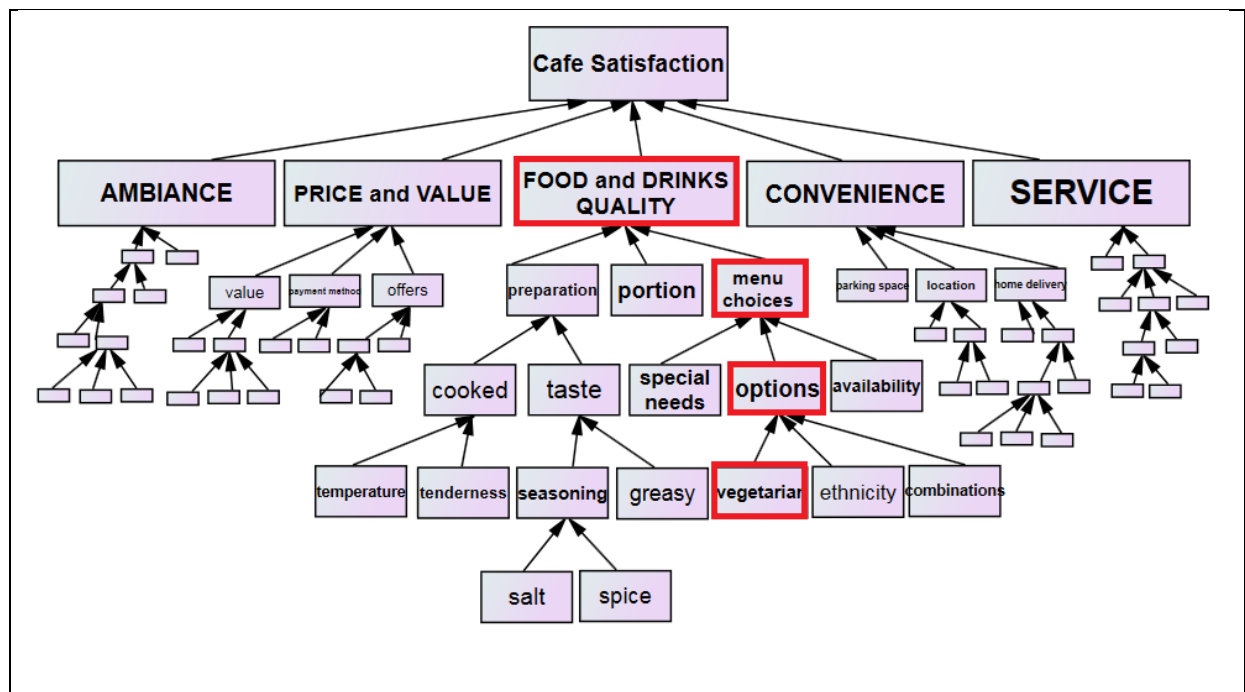 Cafe Satisfaction
AMBIANCE
PRICE and VALUE
FOOD and DRINKS
QUALITY
CONVENIENCE
SERVICE
value
payment method
offers
preparation
portion
menu
choices
parking space
location
home delivery
cooked
taste
special
needs
options
availability
temperature
tenderness
seasoning
greasy
vegetarian
ethnicity
combinations
salt
spice